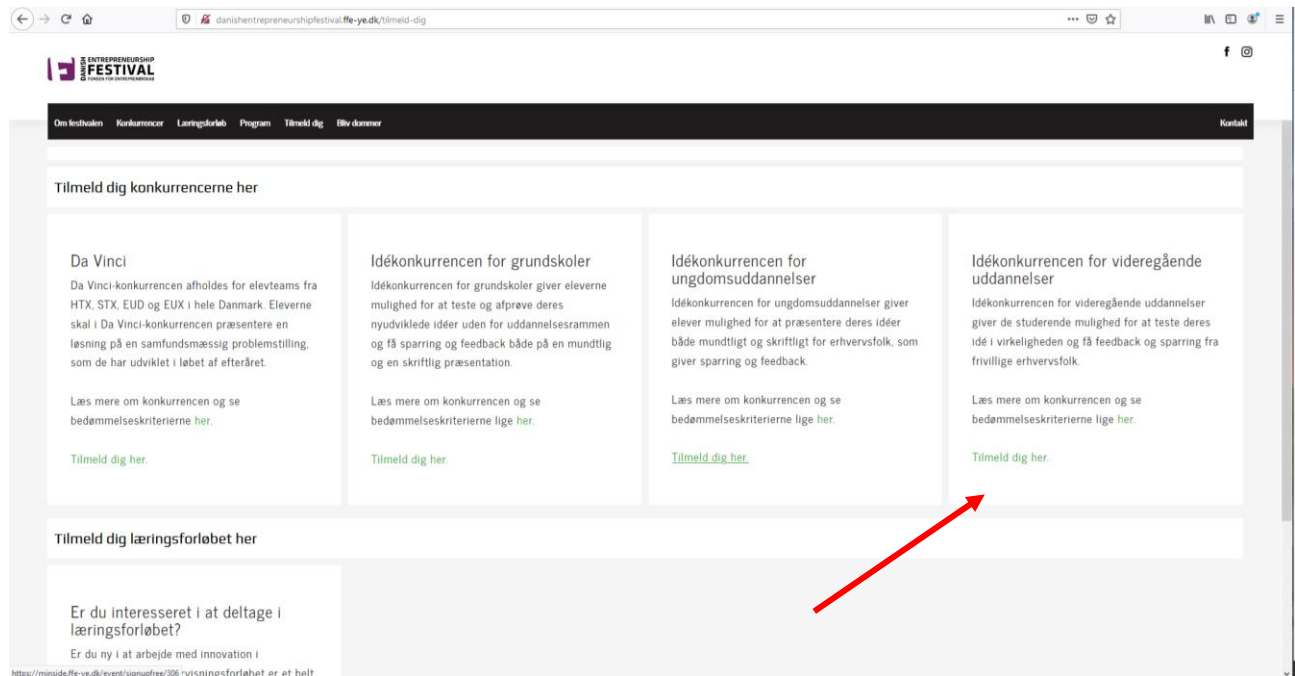 danishentrepreneurshipfestival.ffe-ye.dk/tilmeld-dig
DANISH
ENTREPRENEURSHIP
FESTIVAL
FONDEN FOR ENTREPRENØRSKAB
Om festivalen Konkurrencer Læringsforløb Program Tilmeld dig Bliv dommer Kontakt
Tilmeld dig konkurrencerne her
Da Vinci
Da Vinci-konkurrencen afholdes for elevteams fra
HTX, STX, EUD og EUX i hele Danmark. Eleverne
skal i Da Vinci-konkurrencen præsentere en
løsning på en samfundsmæssig problemstilling,
som de har udviklet i løbet af efteråret.
Læs mere om konkurrencen og se
bedømmelseskriterierne her.
Tilmeld dig her.
Idékonkurrencen for grundskoler
Idékonkurrencen for grundskoler giver eleverne
mulighed for at teste og afprøve deres
nyudviklede idéer uden for uddannelsesrammen
og få sparring og feedback både på en mundtlig
og en skriftlig præsentation.
Læs mere om konkurrencen og se
bedømmelseskriterierne lige her.
Tilmeld dig her.
Idékonkurrencen for
ungdomsuddannelser
Idékonkurrencen for ungdomsuddannelser giver
elever mulighed for at præsentere deres idéer
både mundtligt og skriftligt for erhvervsfolk, som
giver sparring og feedback.
Læs mere om konkurrencen og se
bedømmelseskriterierne lige her.
Tilmeld dig her.
Idékonkurrencen for videregående
uddannelser
Idékonkurrencen for videregående uddannelser
giver de studerende mulighed for at teste deres
idé i virkeligheden og få feedback og sparring fra
frivillige erhvervsfolk.
Læs mere om konkurrencen og se
bedømmelseskriterierne lige her.
Tilmeld dig her.
Tilmeld dig læringsforløbet her
Er du interesseret i at deltage i
læringsforløbet?
Er du ny i at arbejde med innovation i
https://minside.ffe-ye.dk/event/signupfree/306 rvisningsforløbet er et helt